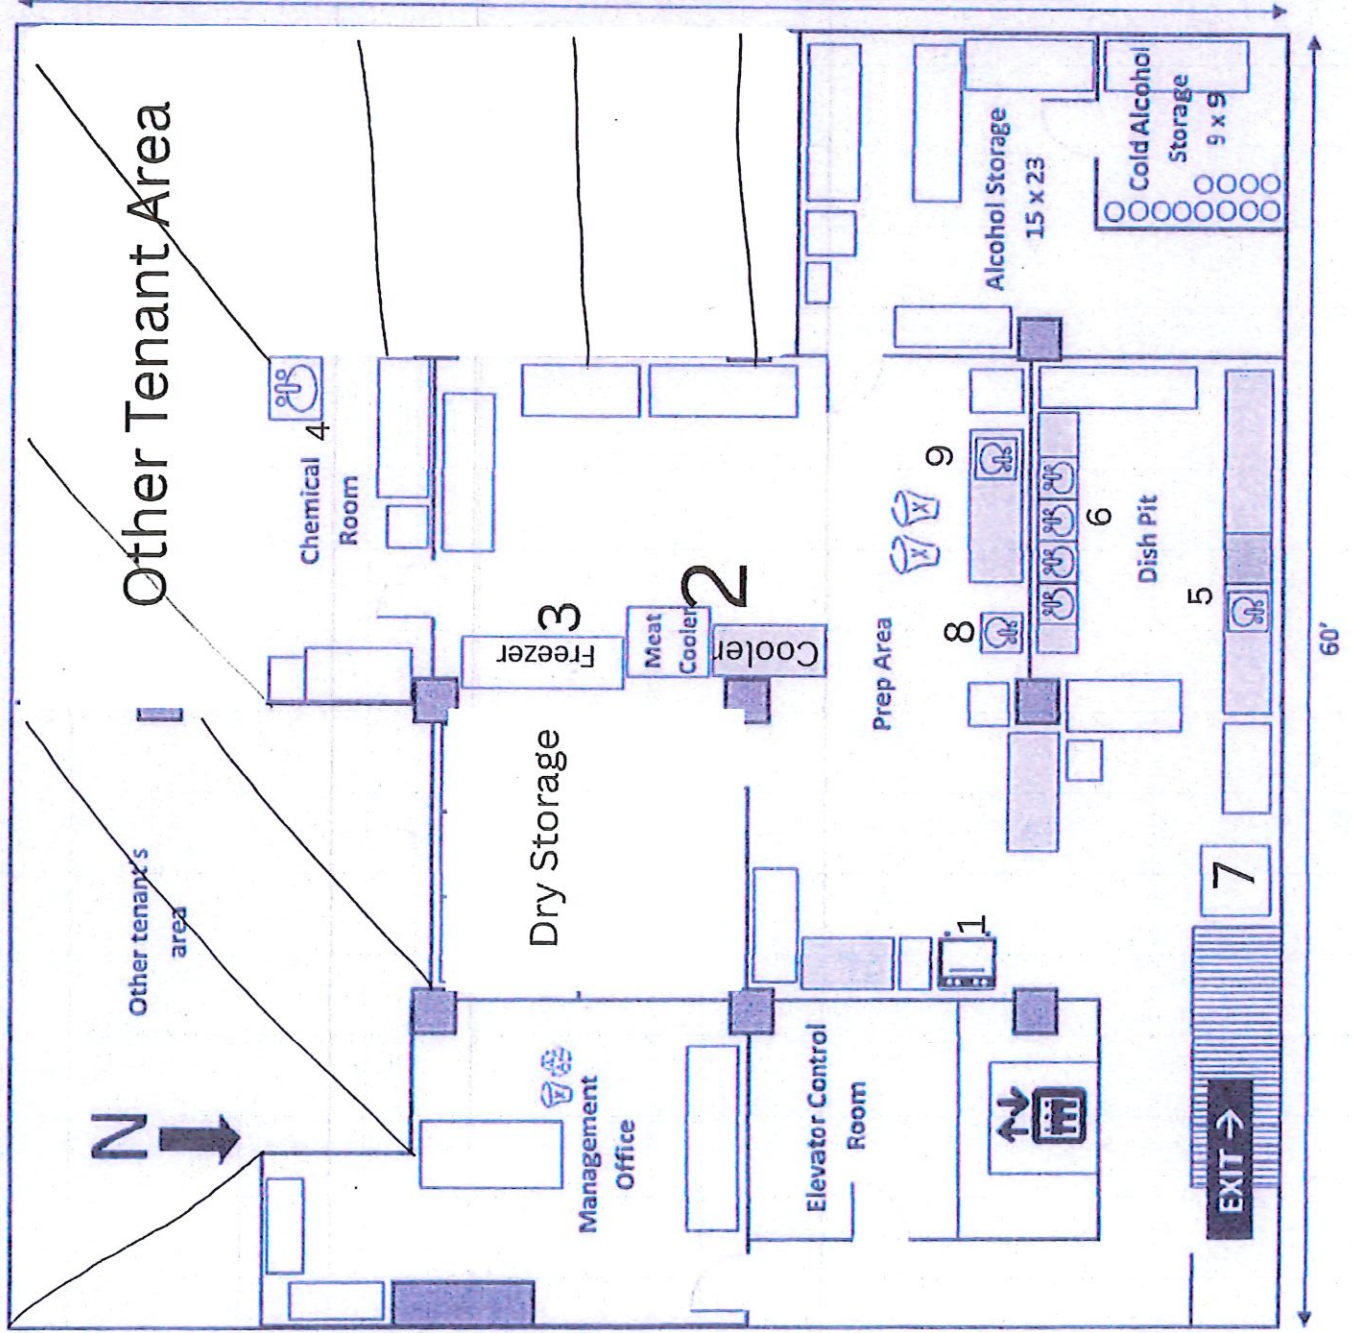 Other Tenant Area
Other tenant's
area
N
Chemical
Room
4
Alcohol Storage
15 x 23
Cold Alcohol
Storage
9 x 9
Freezer
3
Meat
Cooler
2
Cooler
Dry Storage
Prep Area
9
8
6
Dish Pit
5
7
1
Management
Office
Elevator Control
Room
EXIT →
60'